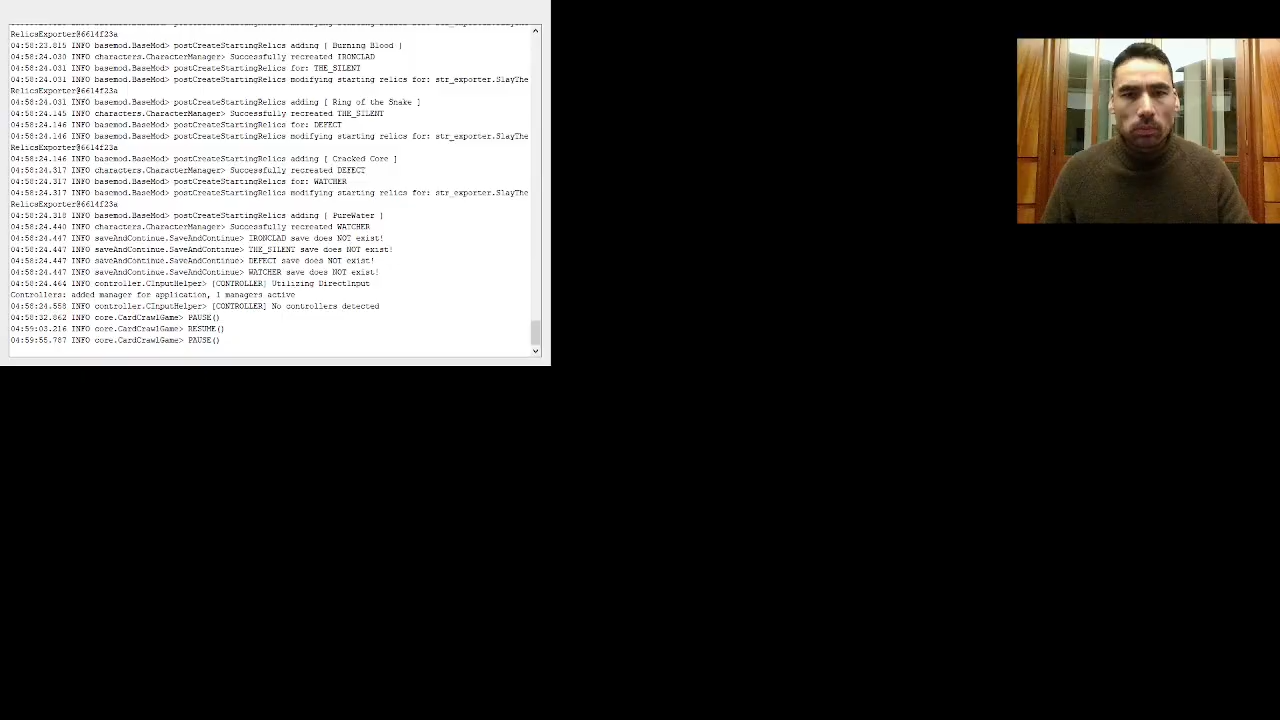 RelicsExporter@6614f23a
04:58:23.815 INFO basemod.BaseMod> postCreateStartingRelics adding [ Burning Blood ]
04:58:24.030 INFO characters.CharacterManager> Successfully recreated IRONCLAD
04:58:24.031 INFO basemod.BaseMod> postCreateStartingRelics for: THE_SILENT
04:58:24.031 INFO basemod.BaseMod> postCreateStartingRelics modifying starting relics for: str_exporter.SlayThe
RelicsExporter@6614f23a
04:58:24.031 INFO basemod.BaseMod> postCreateStartingRelics adding [ Ring of the Snake ]
04:58:24.145 INFO characters.CharacterManager> Successfully recreated THE_SILENT
04:58:24.146 INFO basemod.BaseMod> postCreateStartingRelics for: DEFECT
04:58:24.146 INFO basemod.BaseMod> postCreateStartingRelics modifying starting relics for: str_exporter.SlayThe
RelicsExporter@6614f23a
04:58:24.146 INFO basemod.BaseMod> postCreateStartingRelics adding [ Cracked Core ]
04:58:24.317 INFO characters.CharacterManager> Successfully recreated DEFECT
04:58:24.317 INFO basemod.BaseMod> postCreateStartingRelics for: WATCHER
04:58:24.317 INFO basemod.BaseMod> postCreateStartingRelics modifying starting relics for: str_exporter.SlayThe
RelicsExporter@6614f23a
04:58:24.318 INFO basemod.BaseMod> postCreateStartingRelics adding [ PureWater ]
04:58:24.440 INFO characters.CharacterManager> Successfully recreated WATCHER
04:58:24.447 INFO saveAndContinue.SaveAndContinue> IRONCLAD save does NOT exist!
04:58:24.447 INFO saveAndContinue.SaveAndContinue> THE_SILENT save does NOT exist!
04:58:24.447 INFO saveAndContinue.SaveAndContinue> DEFECT save does NOT exist!
04:58:24.447 INFO saveAndContinue.SaveAndContinue> WATCHER save does NOT exist!
04:58:24.464 INFO controller.CInputHelper> [CONTROLLER] Utilizing DirectInput
Controllers: added manager for application, 1 managers active
04:58:24.558 INFO controller.CInputHelper> [CONTROLLER] No controllers detected
04:58:32.862 INFO core.CardCrawlGame> PAUSE()
04:59:03.216 INFO core.CardCrawlGame> RESUME()
04:59:55.787 INFO core.CardCrawlGame> PAUSE()